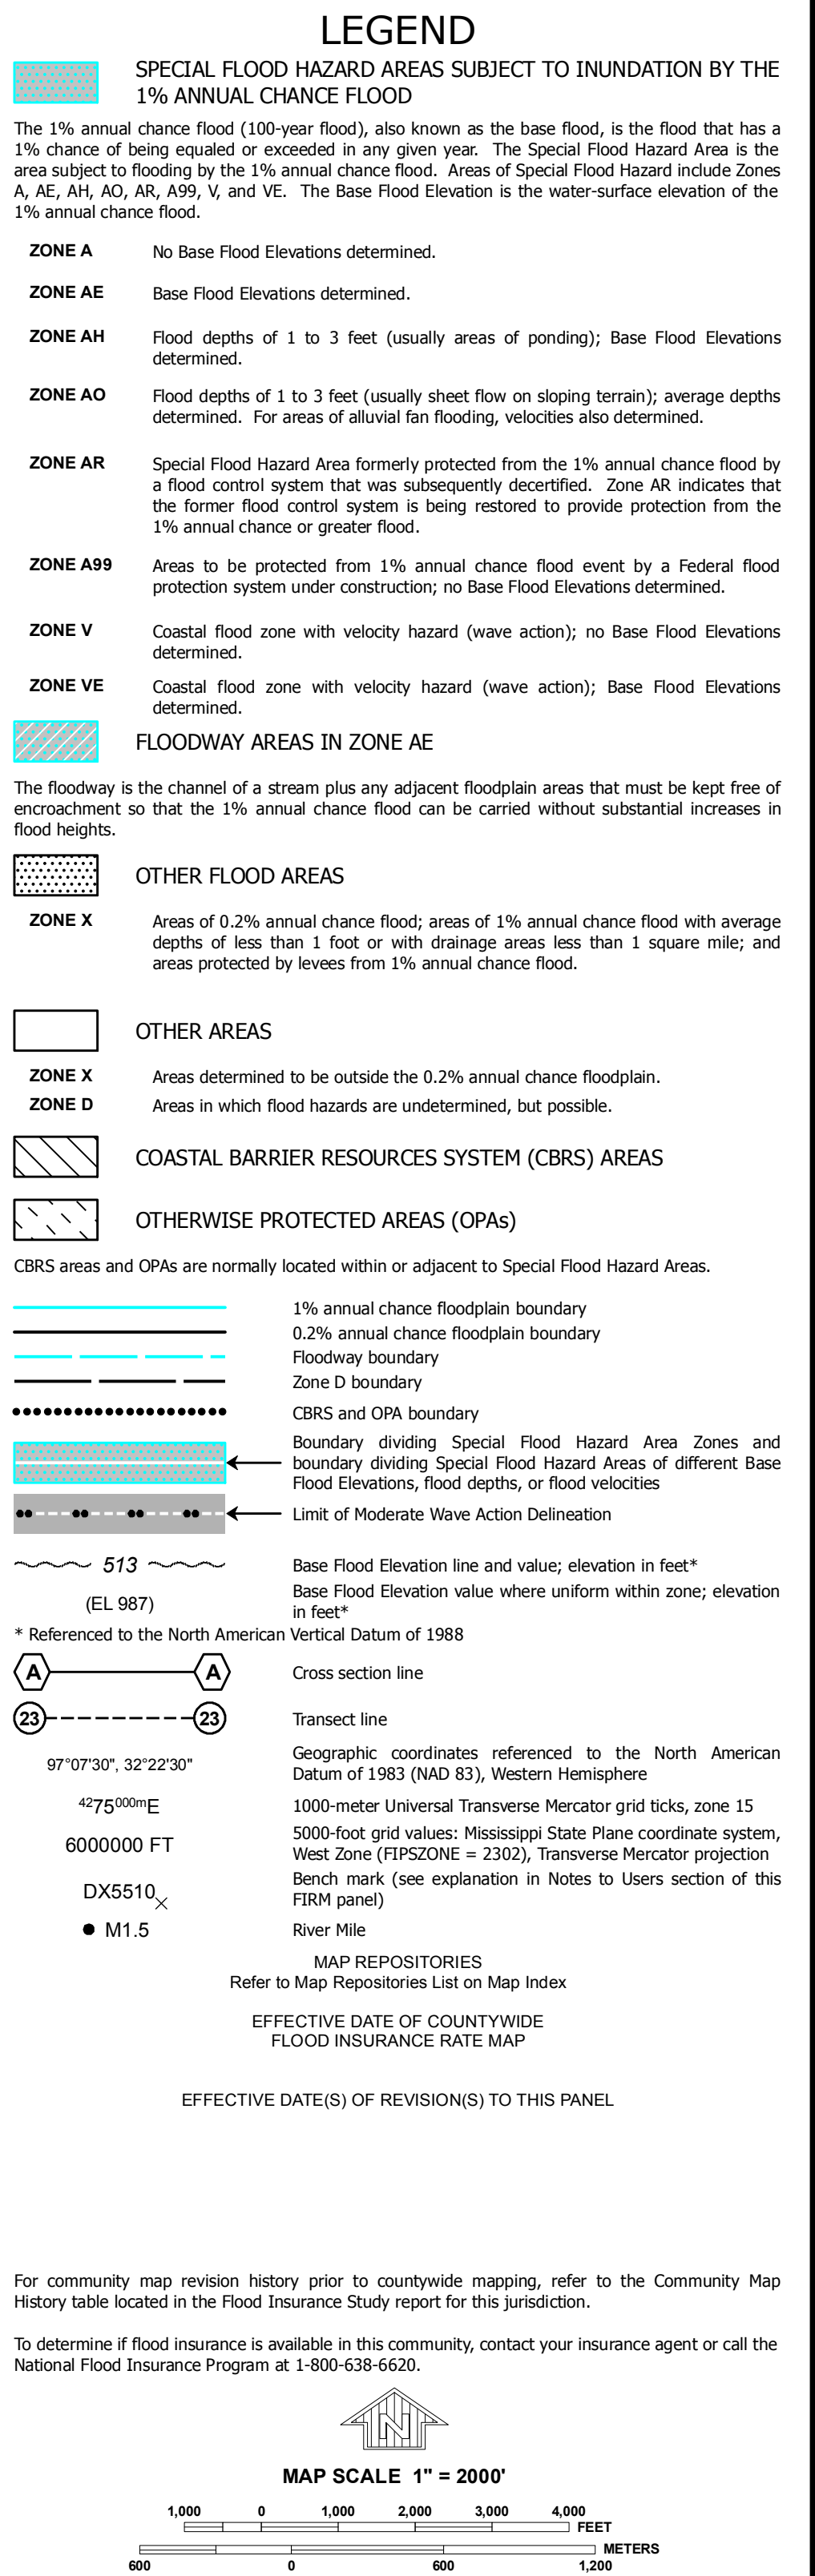 LEGEND
SPECIAL FLOOD HAZARD AREAS SUBJECT TO INUNDATION BY THE
1% ANNUAL CHANCE FLOOD
The 1% annual chance flood (100-year flood), also known as the base flood, is the flood that has a
1% chance of being equaled or exceeded in any given year. The Special Flood Hazard Area is the
area subject to flooding by the 1% annual chance flood. Areas of Special Flood Hazard include Zones
A, AE, AH, AO, AR, A99, V, and VE. The Base Flood Elevation is the water-surface elevation of the
1% annual chance flood.
ZONE A No Base Flood Elevations determined.
ZONE AE Base Flood Elevations determined.
ZONE AH Flood depths of 1 to 3 feet (usually areas of ponding); Base Flood Elevations
determined.
ZONE AO Flood depths of 1 to 3 feet (usually sheet flow on sloping terrain); average depths
determined. For areas of alluvial fan flooding, velocities also determined.
ZONE AR Special Flood Hazard Area formerly protected from the 1% annual chance flood by
a flood control system that was subsequently decertified. Zone AR indicates that
the former flood control system is being restored to provide protection from the
1% annual chance or greater flood.
ZONE A99 Areas to be protected from 1% annual chance flood event by a Federal flood
protection system under construction; no Base Flood Elevations determined.
ZONE V Coastal flood zone with velocity hazard (wave action); no Base Flood Elevations
determined.
ZONE VE Coastal flood zone with velocity hazard (wave action); Base Flood Elevations
determined.
FLOODWAY AREAS IN ZONE AE
The floodway is the channel of a stream plus any adjacent floodplain areas that must be kept free of
encroachment so that the 1% annual chance flood can be carried without substantial increases in
flood heights.
OTHER FLOOD AREAS
ZONE X Areas of 0.2% annual chance flood; areas of 1% annual chance flood with average
depths of less than 1 foot or with drainage areas less than 1 square mile; and
areas protected by levees from 1% annual chance flood.
OTHER AREAS
ZONE X Areas determined to be outside the 0.2% annual chance floodplain.
ZONE D Areas in which flood hazards are undetermined, but possible.
COASTAL BARRIER RESOURCES SYSTEM (CBRS) AREAS
OTHERWISE PROTECTED AREAS (OPAs)
CBRS areas and OPAs are normally located within or adjacent to Special Flood Hazard Areas.
1% annual chance floodplain boundary
0.2% annual chance floodplain boundary
Floodway boundary
Zone D boundary
CBRS and OPA boundary
Boundary dividing Special Flood Hazard Area Zones and
boundary dividing Special Flood Hazard Areas of different Base
Flood Elevations, flood depths, or flood velocities
Limit of Moderate Wave Action Delineation
513 Base Flood Elevation line and value; elevation in feet*
(EL 987) Base Flood Elevation value where uniform within zone; elevation
in feet*
* Referenced to the North American Vertical Datum of 1988
A A Cross section line
23 23 Transect line
97°07'30", 32°22'30" Geographic coordinates referenced to the North American
Datum of 1983 (NAD 83), Western Hemisphere
4275000mE 1000-meter Universal Transverse Mercator grid ticks, zone 15
6000000 FT 5000-foot grid values: Mississippi State Plane coordinate system,
West Zone (FIPSZONE = 2302), Transverse Mercator projection
DX5510 Bench mark (see explanation in Notes to Users section of this
FIRM panel)
M1.5 River Mile
MAP REPOSITORIES
Refer to Map Repositories List on Map Index
EFFECTIVE DATE OF COUNTYWIDE
FLOOD INSURANCE RATE MAP
EFFECTIVE DATE(S) OF REVISION(S) TO THIS PANEL
For community map revision history prior to countywide mapping, refer to the Community Map
History table located in the Flood Insurance Study report for this jurisdiction.
To determine if flood insurance is available in this community, contact your insurance agent or call the
National Flood Insurance Program at 1-800-638-6620.
N
MAP SCALE 1" = 2000'
1,000 0 1,000 2,000 3,000 4,000
FEET
METERS
600 0 600 1,200